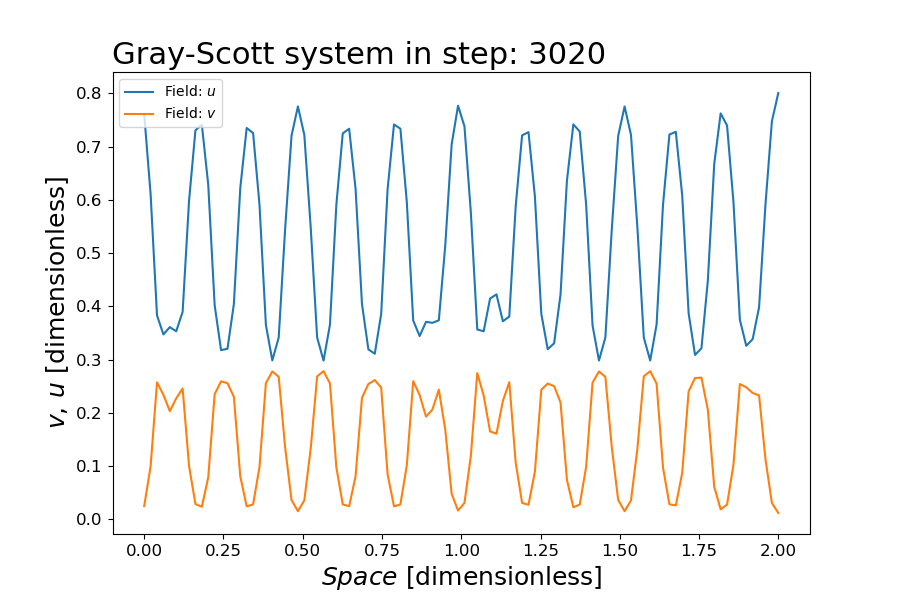 Gray-Scott system in step: 3020
Field: u
Field: v
v, u [dimensionless]
0.8
0.7
0.6
0.5
0.4
0.3
0.2
0.1
0.0
0.00 0.25 0.50 0.75 1.00 1.25 1.50 1.75 2.00
Space [dimensionless]